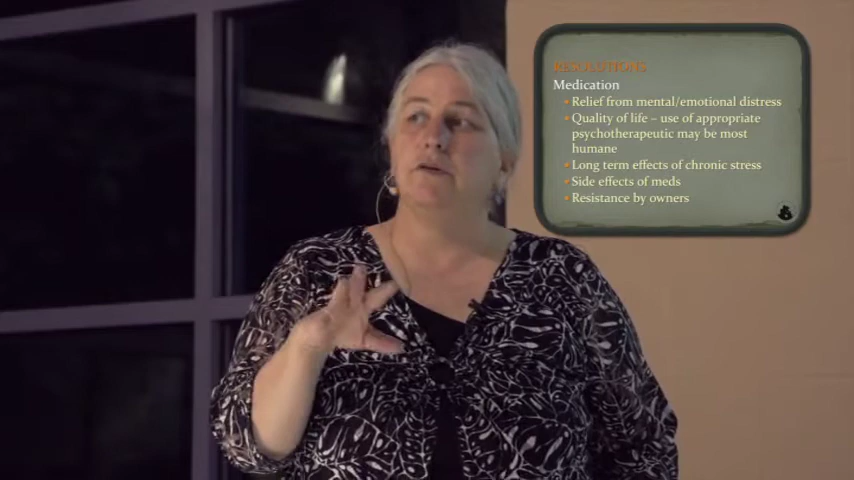 RESOLUTIONS
Medication
• Relief from mental/emotional distress
• Quality of life – use of appropriate
psychotherapeutic may be most
humane
• Long term effects of chronic stress
• Side effects of meds
• Resistance by owners